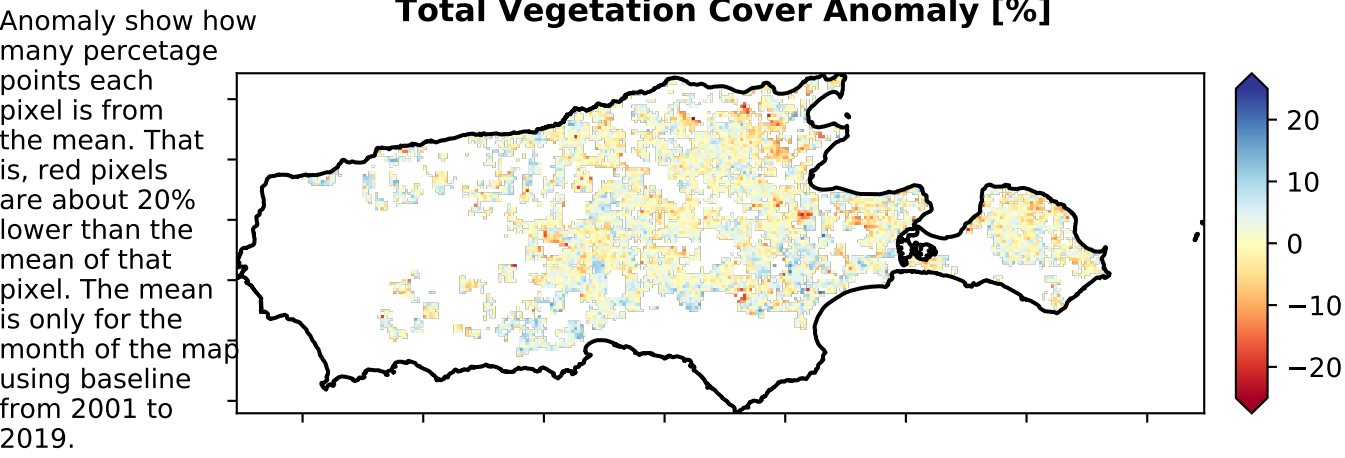 Total Vegetation Cover Anomaly [%]
Anomaly show how
many percetage
points each
pixel is from
the mean. That
is, red pixels
are about 20%
lower than the
mean of that
pixel. The mean
is only for the
month of the map
using baseline
from 2001 to
2019.
20
10
0
−10
−20